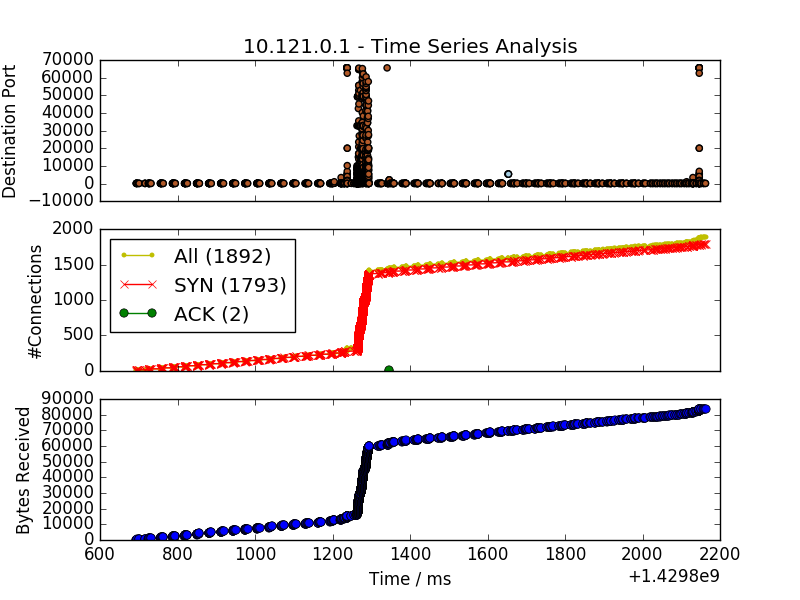 10.121.0.1 - Time Series Analysis
70000
60000
50000
40000
30000
20000
10000
0
−10000
Destination Port
2000
1500
1000
500
0
#Connections
All (1892)
SYN (1793)
ACK (2)
90000
80000
70000
60000
50000
40000
30000
20000
10000
0
Bytes Received
600 800 1000 1200 1400 1600 1800 2000 2200
Time / ms
+1.4298e9